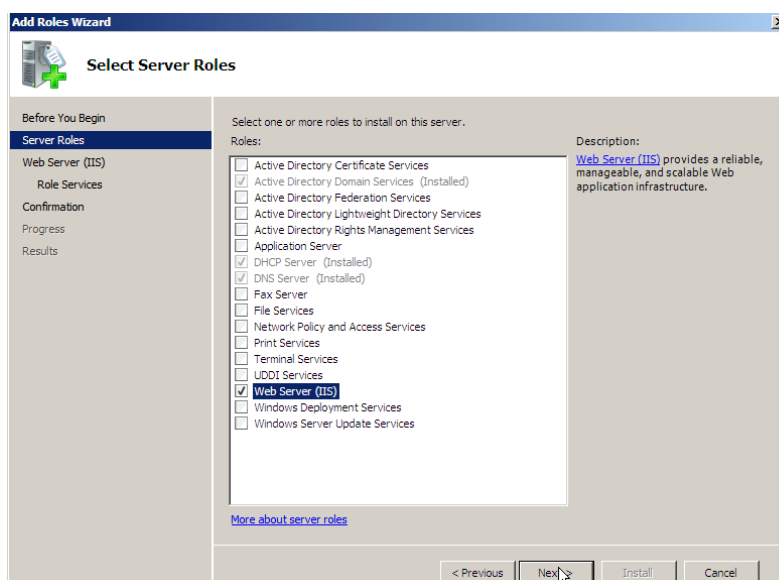 Add Roles Wizard
Select Server Roles
Before You Begin
Server Roles
Web Server (IIS)
Role Services
Confirmation
Progress
Results
Select one or more roles to install on this server.
Roles:
Active Directory Certificate Services
Active Directory Domain Services (Installed)
Active Directory Federation Services
Active Directory Lightweight Directory Services
Active Directory Rights Management Services
Application Server
DHCP Server (Installed)
DNS Server (Installed)
Fax Server
File Services
Network Policy and Access Services
Print Services
Terminal Services
UDDI Services
Web Server (IIS)
Windows Deployment Services
Windows Server Update Services
More about server roles
Description:
Web Server (IIS) provides a reliable,
manageable, and scalable Web
application infrastructure.
< Previous
Next >
Install
Cancel